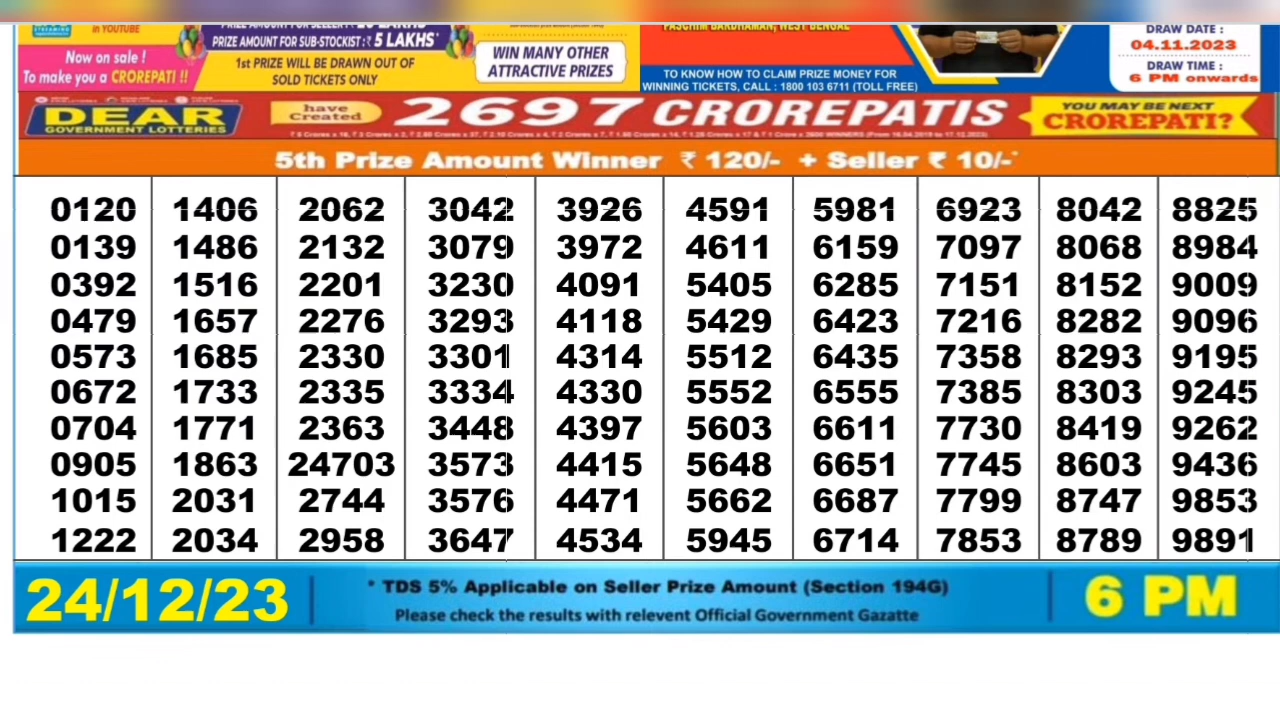 in YOUTUBE
Now on sale !
To make you a CROREPATI !!
PRIZE AMOUNT FOR SUB-STOCKIST : ₹ 5 LAKHS*
1st PRIZE WILL BE DRAWN OUT OF
SOLD TICKETS ONLY
WIN MANY OTHER
ATTRACTIVE PRIZES
PASCHIM BARDHAMAN, WEST BENGAL
TO KNOW HOW TO CLAIM PRIZE MONEY FOR
WINNING TICKETS, CALL : 1800 103 6711 (TOLL FREE)
DRAW DATE :
04.11.2023
DRAW TIME :
6 PM onwards
DEAR
GOVERNMENT LOTTERIES
have
Created
2697 CROREPATIS
YOU MAY BE NEXT
CROREPATI?
5th Prize Amount Winner ₹ 120/- + Seller ₹ 10/-*
0120 1406 2062 3042 3926 4591 5981 6923 8042 8825
0139 1486 2132 3079 3972 4611 6159 7097 8068 8984
0392 1516 2201 3230 4091 5405 6285 7151 8152 9009
0479 1657 2276 3293 4118 5429 6423 7216 8282 9096
0573 1685 2330 3301 4314 5512 6435 7358 8293 9195
0672 1733 2335 3334 4330 5552 6555 7385 8303 9245
0704 1771 2363 3448 4397 5603 6611 7730 8419 9262
0905 1863 24703 3573 4415 5648 6651 7745 8603 9436
1015 2031 2744 3576 4471 5662 6687 7799 8747 9853
1222 2034 2958 3647 4534 5945 6714 7853 8789 9891
24/12/23
* TDS 5% Applicable on Seller Prize Amount (Section 194G)
Please check the results with relevent Official Government Gazatte
6 PM